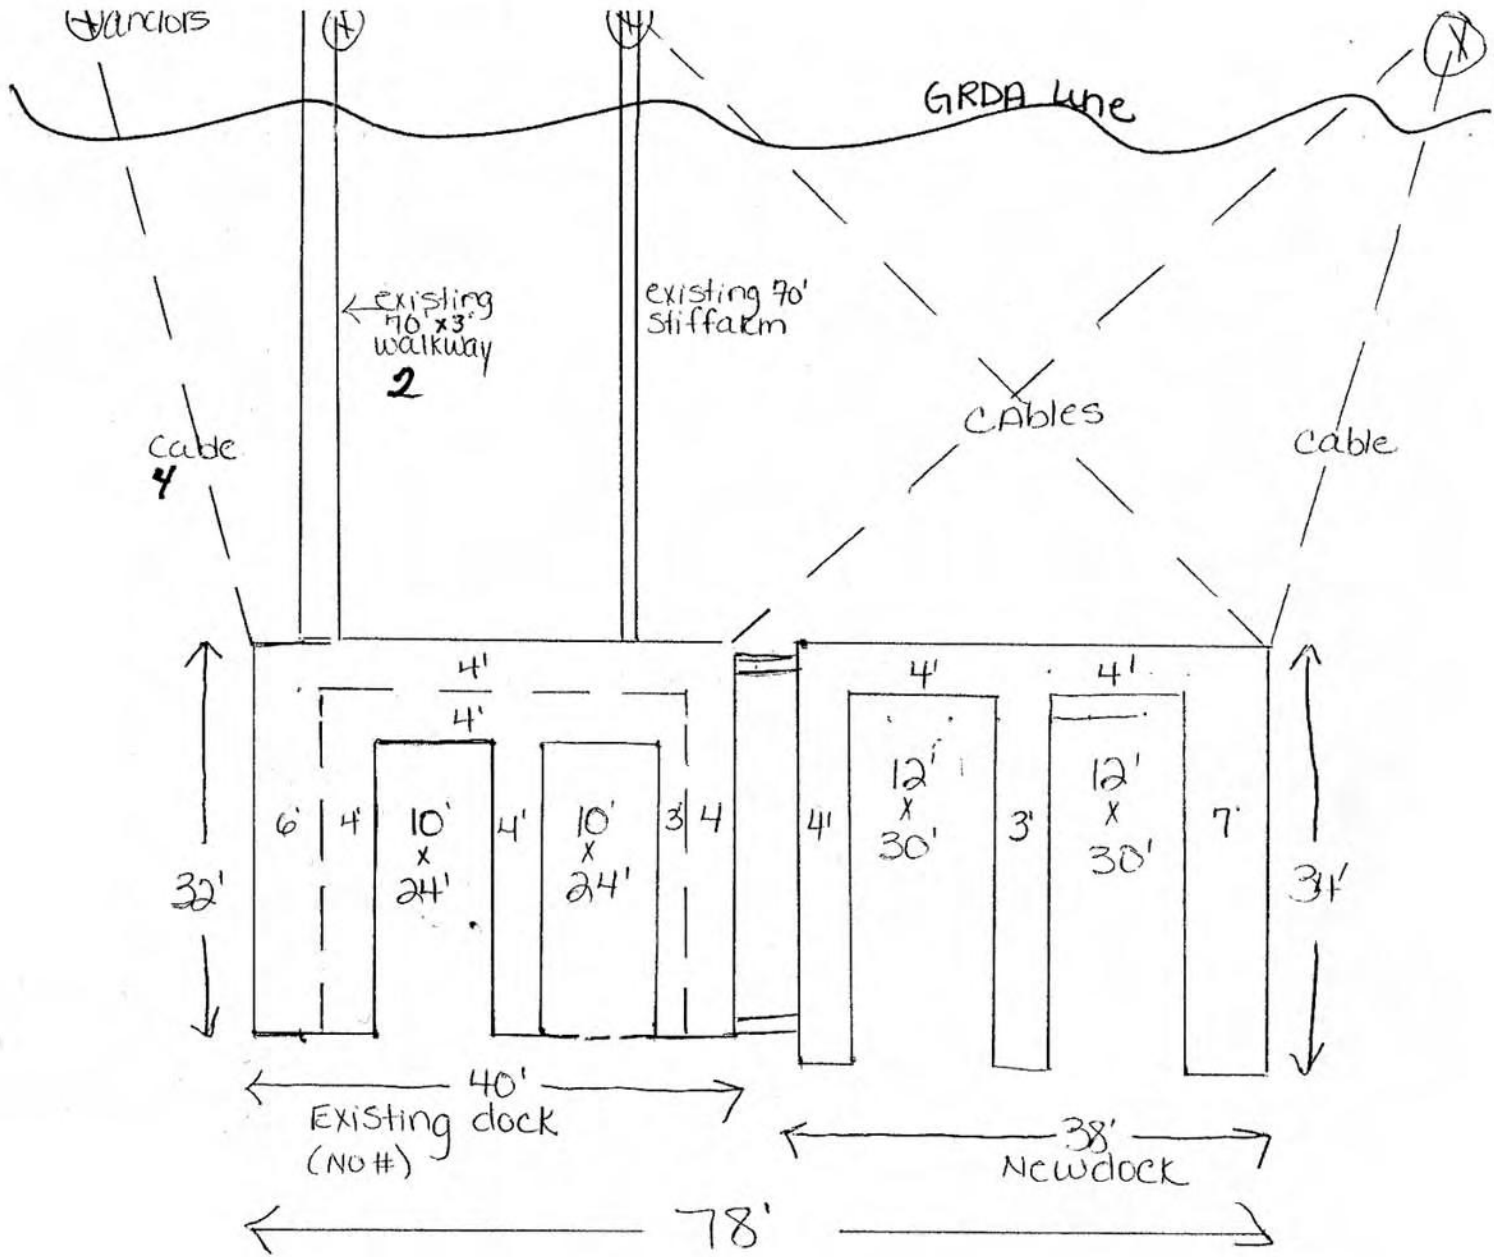 anchors
GRDA Line
existing
70' x 3'
walkway
2
existing 70'
Stiffarm
CAbles
cable
4
cable
4'
4'
4'
4'
6'
4'
10'
x
24'
4'
10'
x
24'
3'
4
4'
12'
x
30'
3'
12'
x
30'
7'
32'
34'
40'
Existing dock
(NO #)
38'
New dock
78'